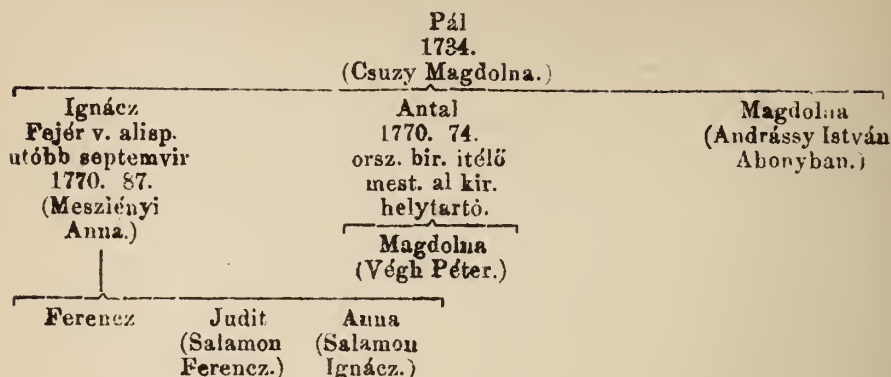 Pál
1734.
(Csuzy Magdolna.)
Ignácz
Fejér v. alisp.
utóbb septemvir
1770. 87.
(Meszlényi
Anna.)
Antal
1770. 74.
orsz. bir. itélő
mest. al kir.
helytartó.
Magdolna
(Andrássy István
Abonyban.)
Magdolna
(Végh Péter.)
Ferencz
Judit
(Salamon
Ferencz.)
Anna
(Salamon
Ignácz.)